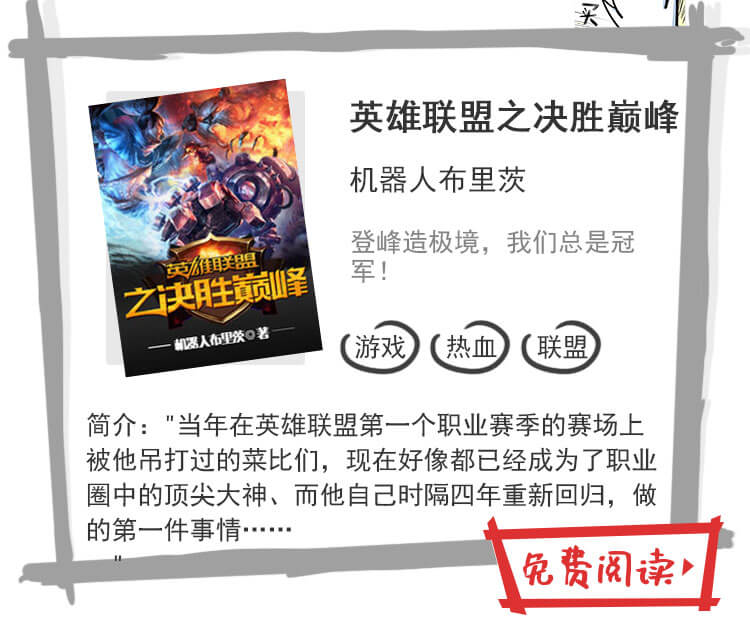 买
英雄联盟之决胜巅峰
机器人布里茨
登峰造极境，我们总是冠
军！
游戏 热血 联盟
英雄联盟
之决胜巅峰
机器人布里茨◎著
简介："当年在英雄联盟第一个职业赛季的赛场上
被他吊打过的菜比们，现在好像都已经成为了职业
圈中的顶尖大神、而他自己时隔四年重新回归，做
的第一件事情……
"
免费阅读